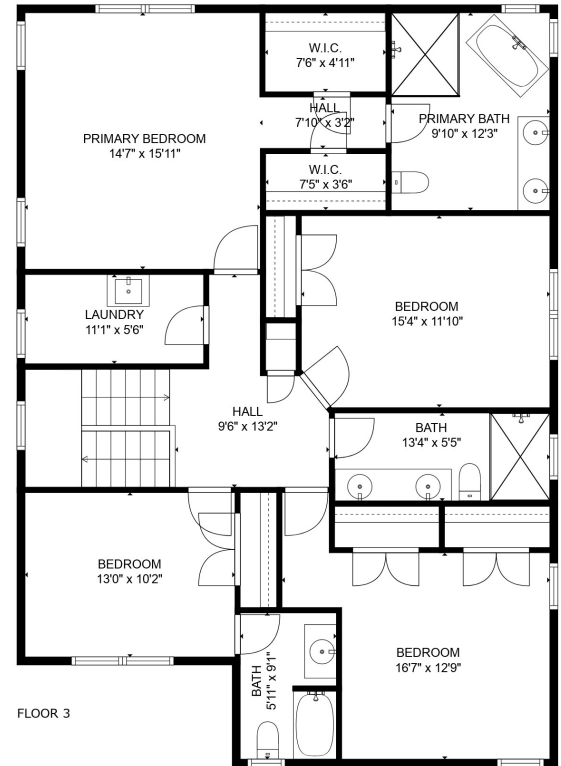 W.I.C.
7'6" x 4'11"
HALL
7'10" x 3'2"
PRIMARY BATH
9'10" x 12'3"
PRIMARY BEDROOM
14'7" x 15'11"
W.I.C.
7'5" x 3'6"
BEDROOM
15'4" x 11'10"
LAUNDRY
11'1" x 5'6"
HALL
9'6" x 13'2"
BATH
13'4" x 5'5"
BEDROOM
13'0" x 10'2"
BEDROOM
16'7" x 12'9"
BATH
5'11" x 9'1"
FLOOR 3